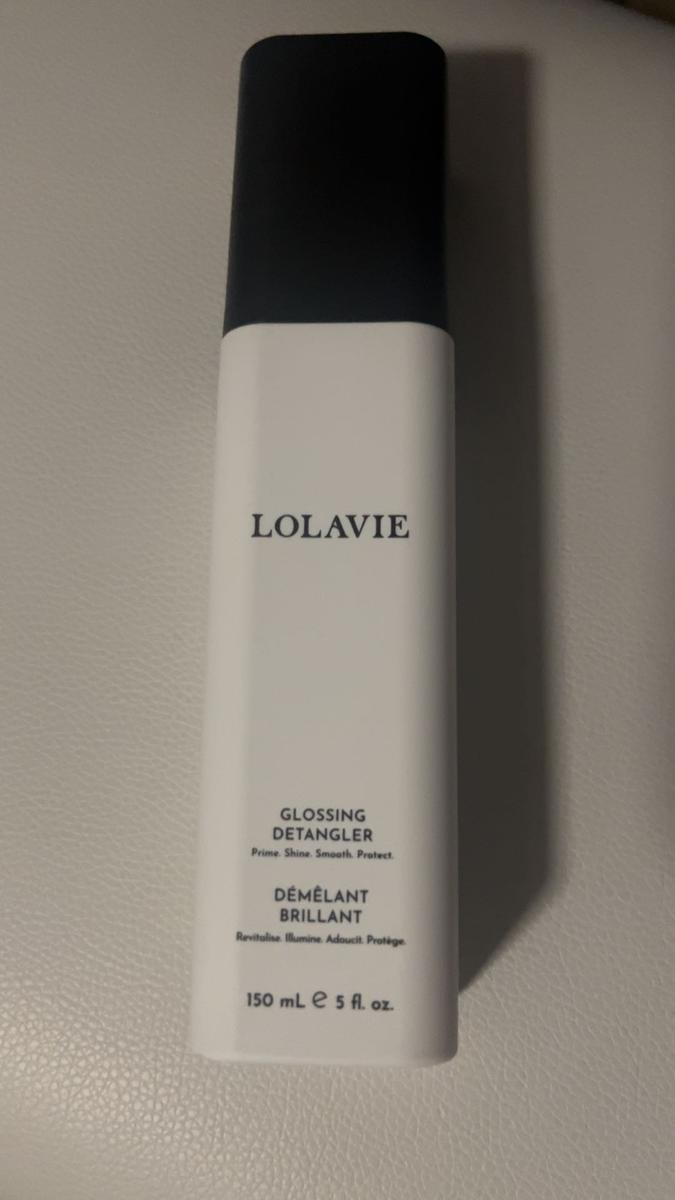 LOLAVIE
GLOSSING
DETANGLER
Prime. Shine. Smooth. Protect.
DÉMÊLANT
BRILLANT
Revitalise. Illumine. Adoucit. Protège.
150 mL ℮ 5 fl. oz.